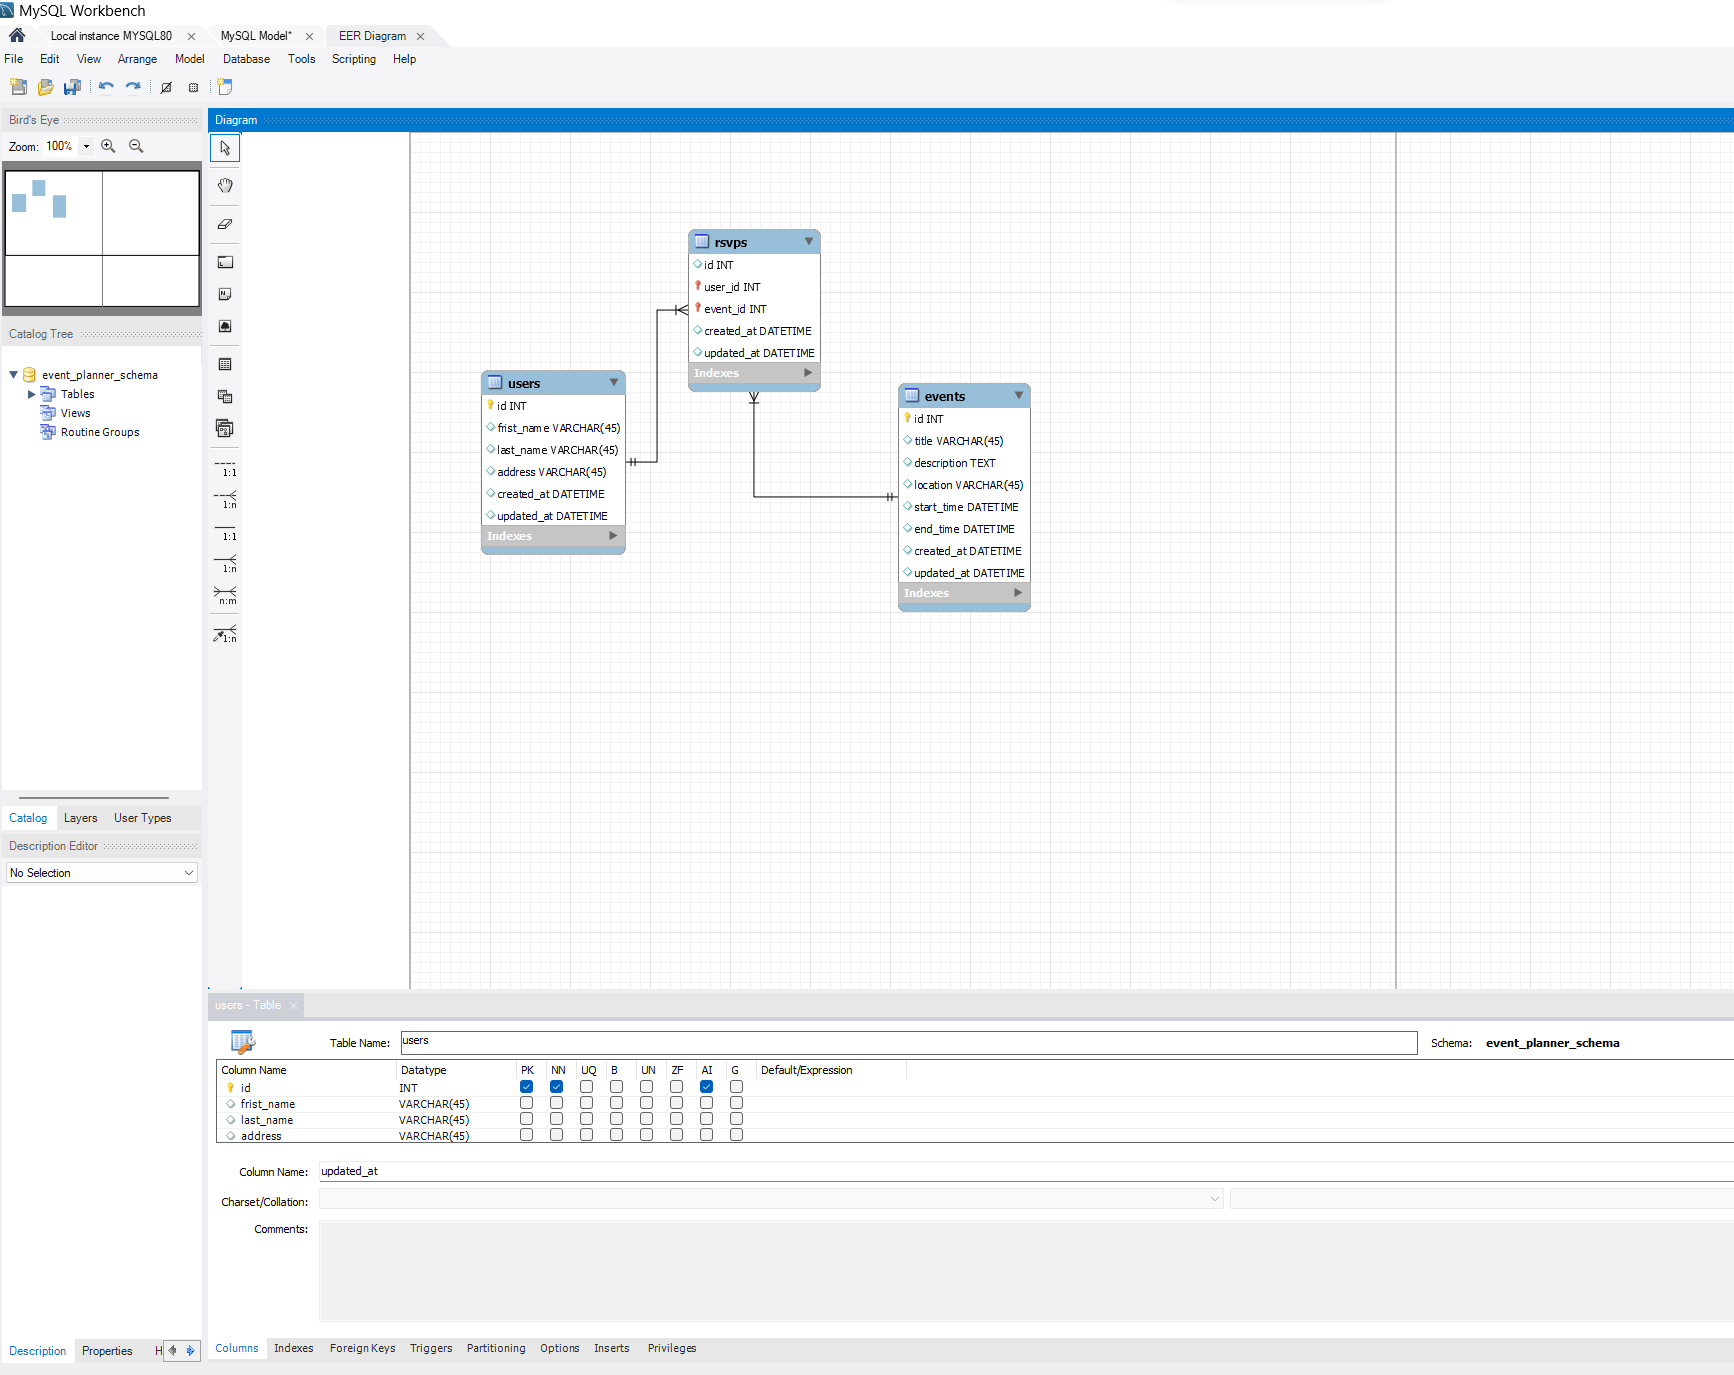 MySQL Workbench
Local instance MYSQL80
MySQL Model*
EER Diagram
File Edit View Arrange Model Database Tools Scripting Help
Bird's Eye
Diagram
Zoom: 100%
Catalog Tree
event_planner_schema
Tables
Views
Routine Groups
1:1
1:n
1:1
1:n
n:m
1:n
rsvps
id INT
user_id INT
event_id INT
created_at DATETIME
updated_at DATETIME
Indexes
users
id INT
frist_name VARCHAR(45)
last_name VARCHAR(45)
address VARCHAR(45)
created_at DATETIME
updated_at DATETIME
Indexes
events
id INT
title VARCHAR(45)
description TEXT
location VARCHAR(45)
start_time DATETIME
end_time DATETIME
created_at DATETIME
updated_at DATETIME
Indexes
Catalog Layers User Types
Description Editor
No Selection
Description Properties H
users - Table
Table Name: users Schema: event_planner_schema
Column Name Datatype PK NN UQ B UN ZF AI G Default/Expression
id INT
frist_name VARCHAR(45)
last_name VARCHAR(45)
address VARCHAR(45)
Column Name: updated_at
Charset/Collation:
Comments:
Columns Indexes Foreign Keys Triggers Partitioning Options Inserts Privileges